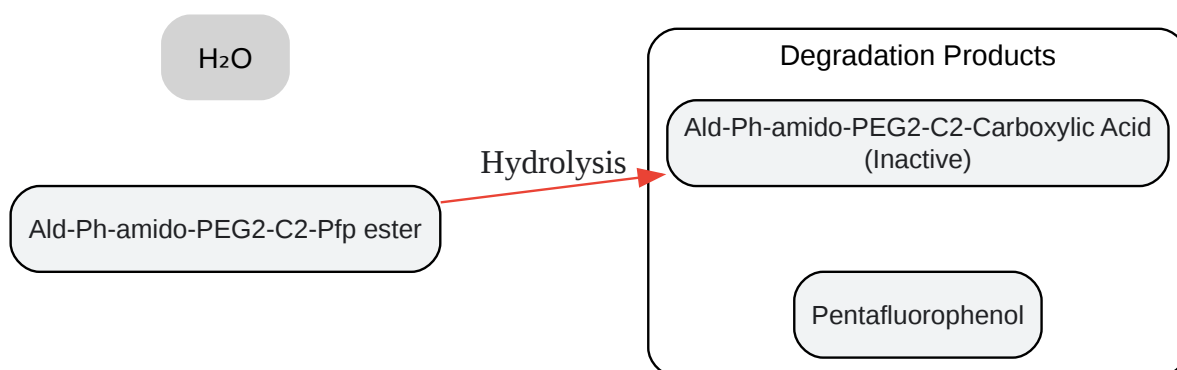 H₂O
Degradation Products
Ald-Ph-amido-PEG2-C2-Carboxylic Acid
(Inactive)
Hydrolysis
Ald-Ph-amido-PEG2-C2-Pfp ester
Pentafluorophenol